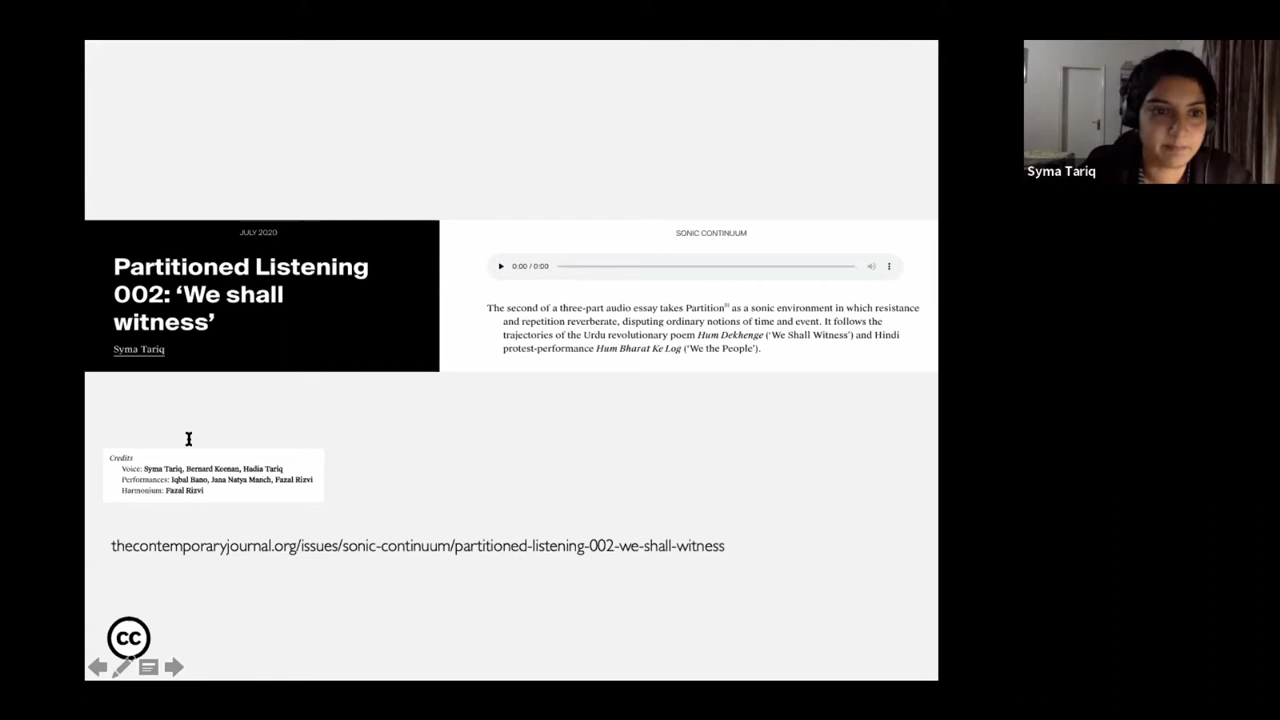 JULY 2020
Partitioned Listening
002: ‘We shall
witness’
Syma Tariq
SONIC CONTINUUM
0:00 / 0:00
The second of a three-part audio essay takes Partition as a sonic environment in which resistance
and repetition reverberate, disputing ordinary notions of time and event. It follows the
trajectories of the Urdu revolutionary poem Hum Dekhenge (‘We Shall Witness’) and Hindi
protest-performance Hum Bharat Ke Log (‘We the People’).
Credits
Voice: Syma Tariq, Bernard Keenan, Hadia Tariq
Performances: Iqbal Bano, Jana Natya Manch, Fazal Rizvi
Harmonium: Fazal Rizvi
thecontemporaryjournal.org/issues/sonic-continuum/partitioned-listening-002-we-shall-witness
CC
Syma Tariq